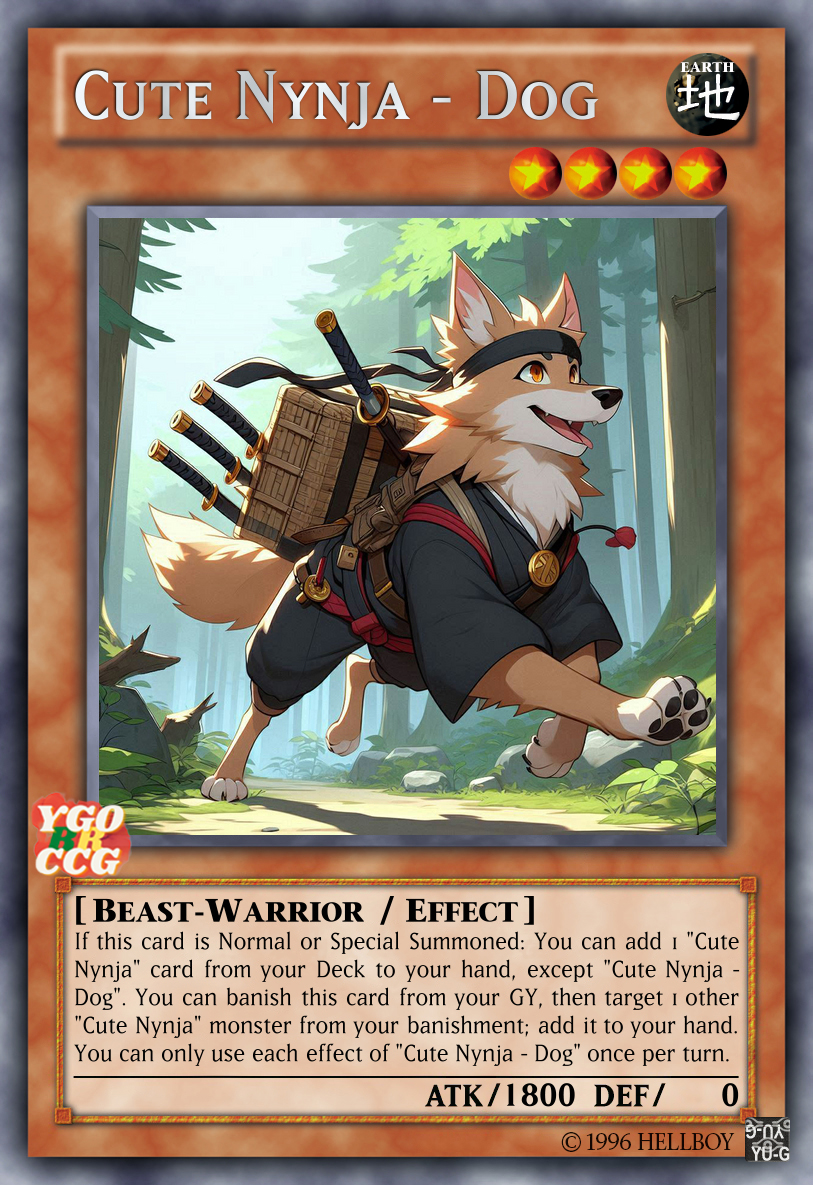 Cute Nynja - Dog
EARTH
地
YGO
BR
CCG
[ Beast-Warrior / Effect ]
If this card is Normal or Special Summoned: You can add 1 "Cute
Nynja" card from your Deck to your hand, except "Cute Nynja -
Dog". You can banish this card from your GY, then target 1 other
"Cute Nynja" monster from your banishment; add it to your hand.
You can only use each effect of "Cute Nynja - Dog" once per turn.
ATK/1800 DEF/ 0
© 1996 HELLBOY
YU-G
YU-G